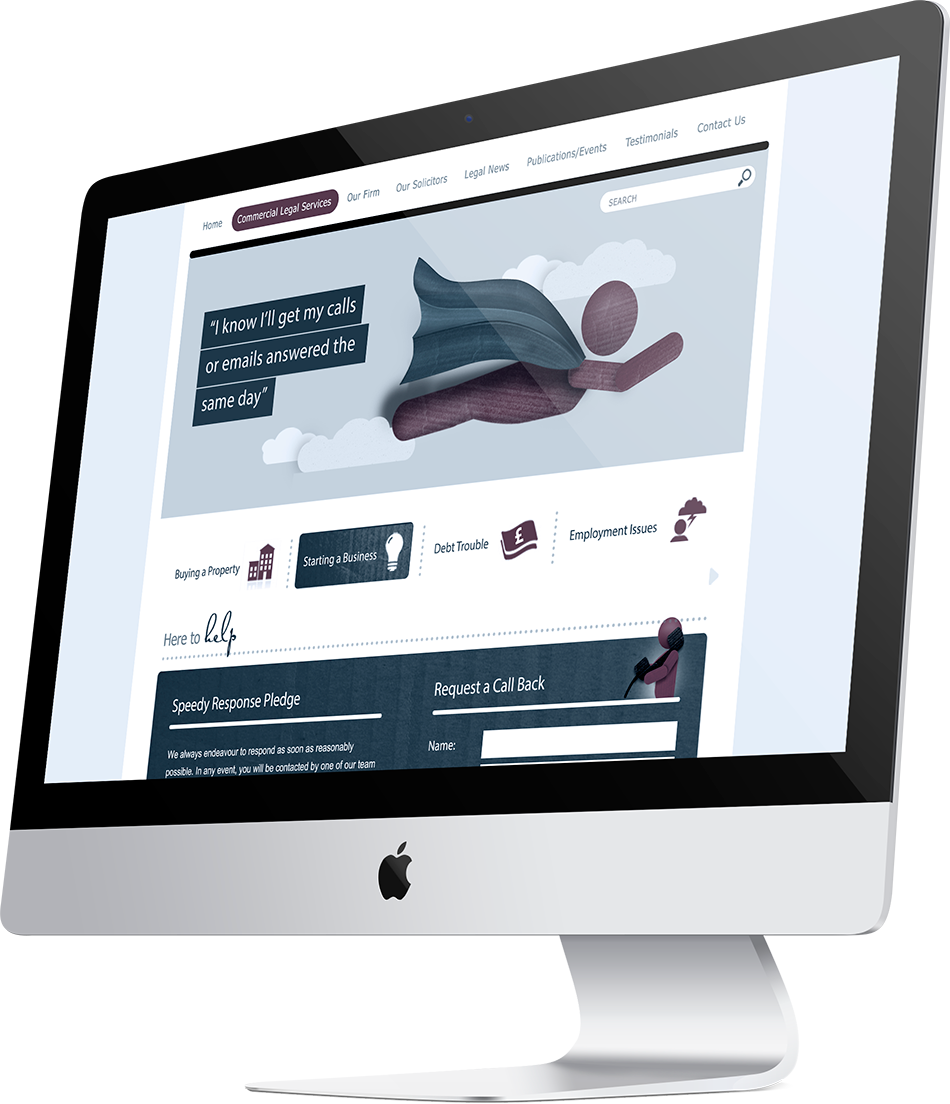 Home
Commercial Legal Services
Our Firm
Our Solicitors
Legal News
Publications/Events
Testimonials
Contact Us
SEARCH
“I know I’ll get my calls
or emails answered the
same day”
Buying a Property
Starting a Business
Debt Trouble
£
Employment Issues
Here to help
Speedy Response Pledge
We always endeavour to respond as soon as reasonably
possible. In any event, you will be contacted by one of our team
Request a Call Back
Name: